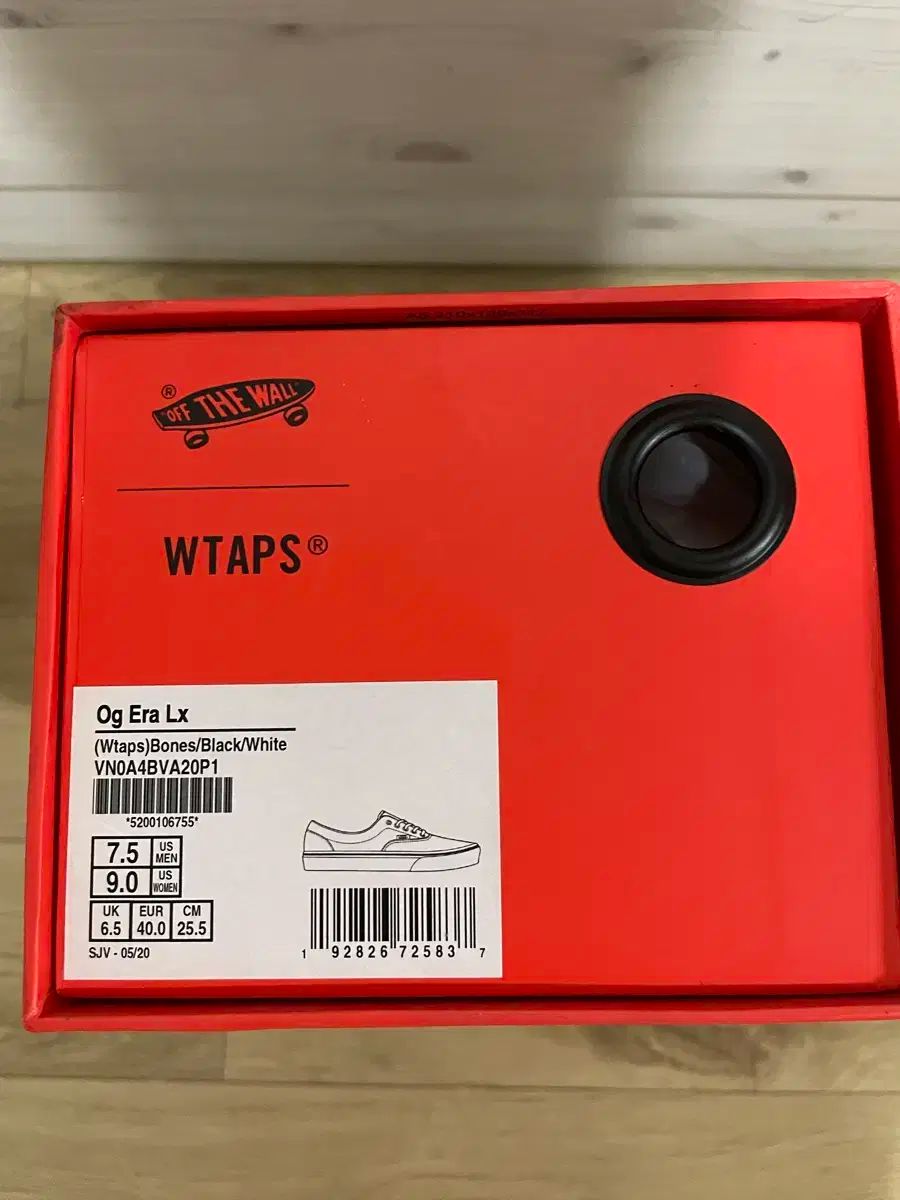 ®
"OFF THE WALL"
WTAPS®
Og Era Lx
(Wtaps)Bones/Black/White
VN0A4BVA20P1
*5200106755*
7.5 US MEN
9.0 US WOMEN
UK EUR CM
6.5 40.0 25.5
SJV - 05/20
1 92826 72583 7